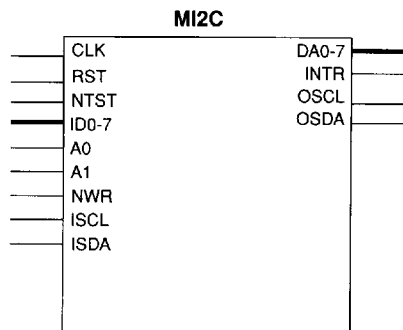 MI2C
CLK
RST
NTST
ID0-7
A0
A1
NWR
ISCL
ISDA
DA0-7
INTR
OSCL
OSDA